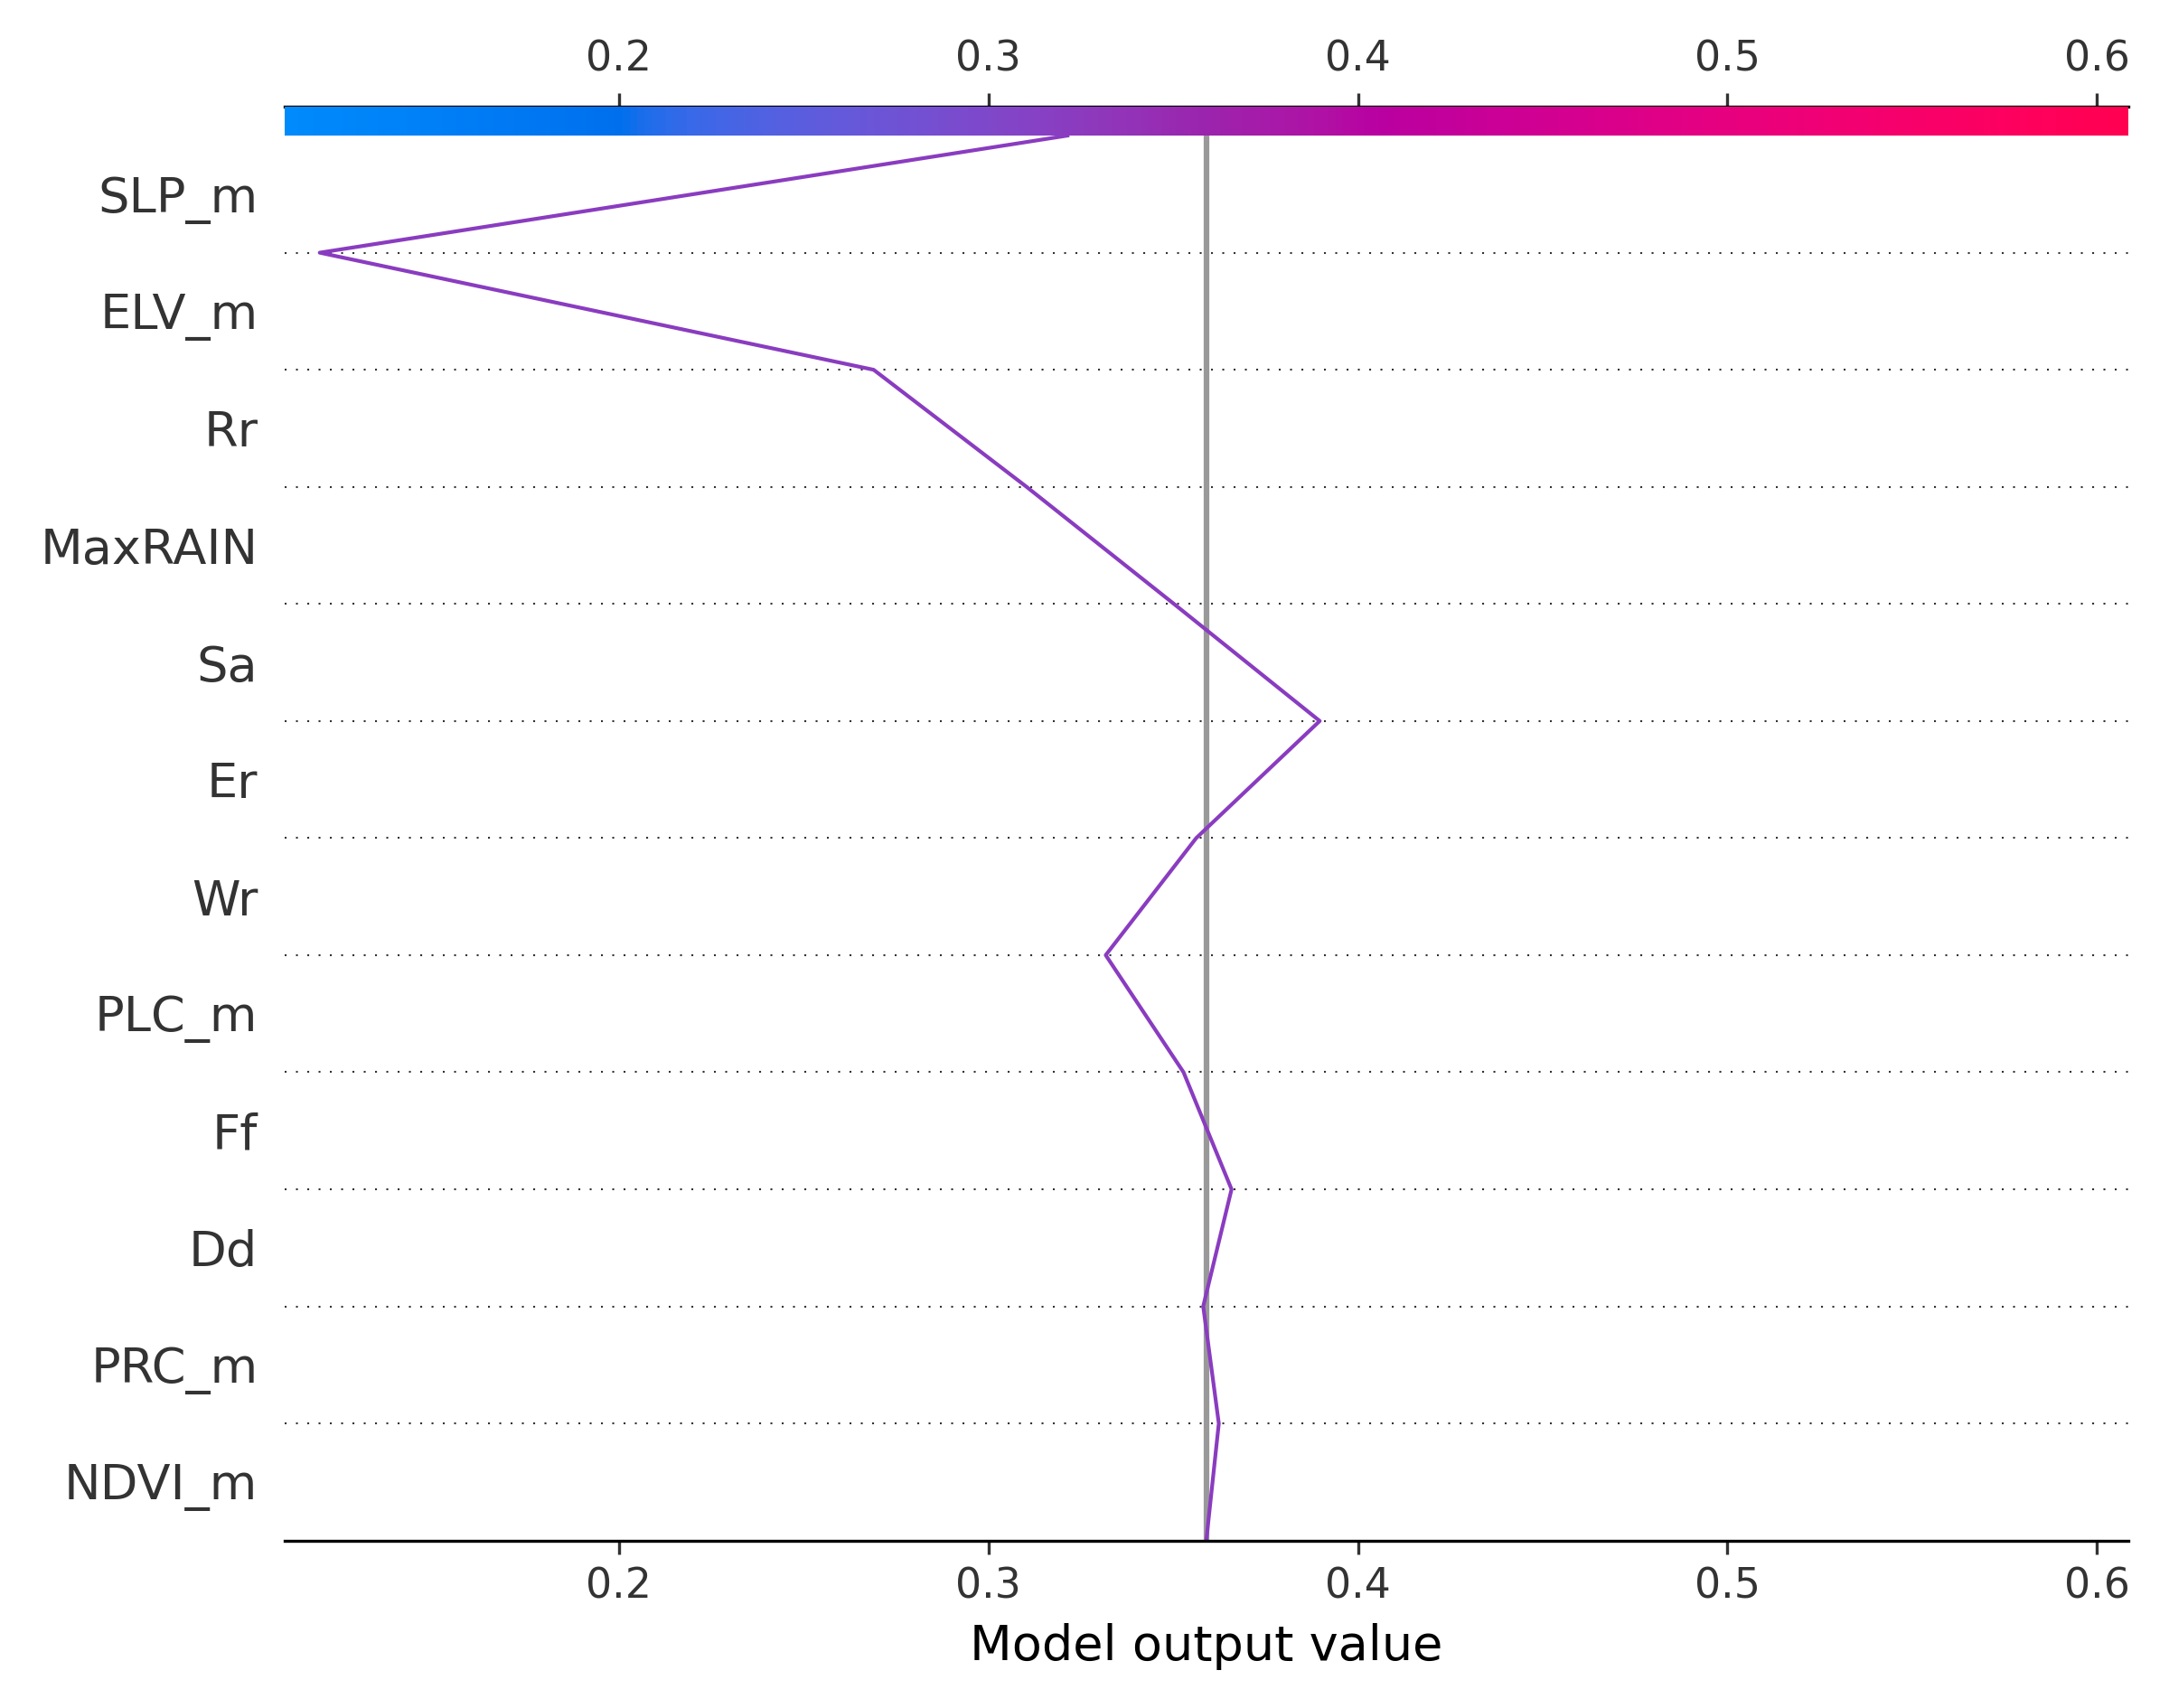 0.2 0.3 0.4 0.5 0.6
SLP_m
ELV_m
Rr
MaxRAIN
Sa
Er
Wr
PLC_m
Ff
Dd
PRC_m
NDVI_m
0.2 0.3 0.4 0.5 0.6
Model output value